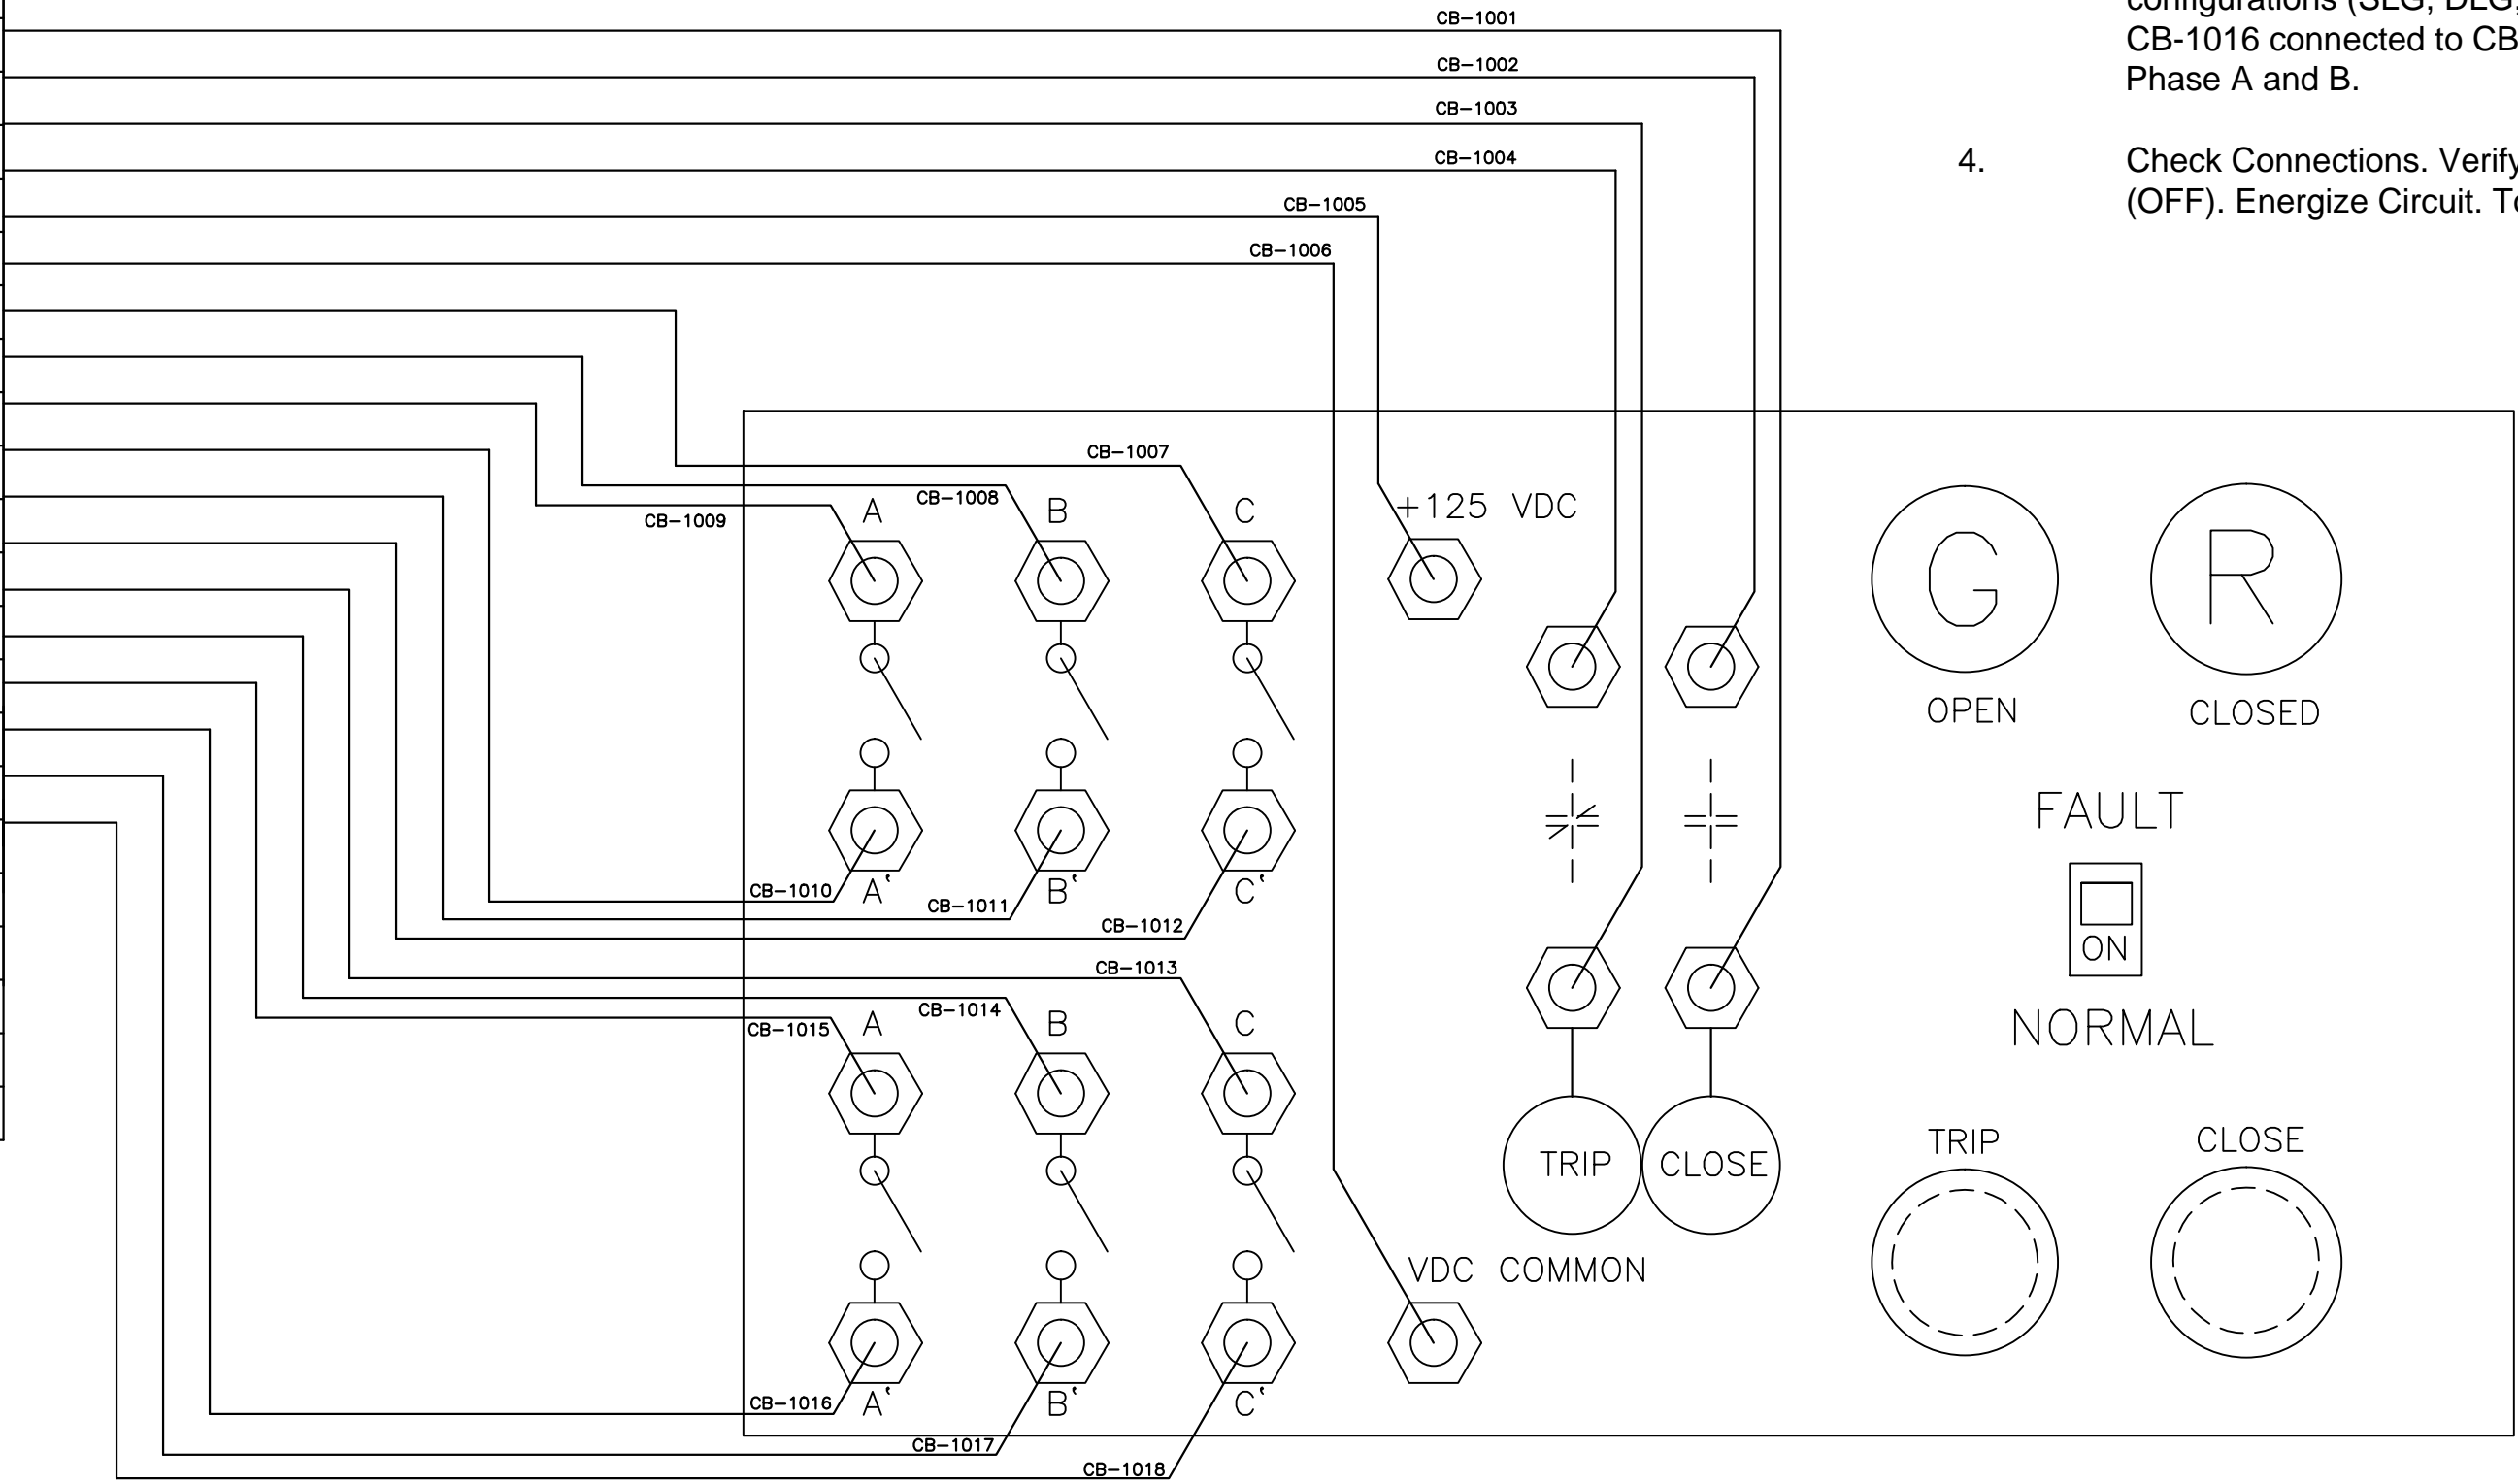 CB-1001
CB-1002
CB-1003
CB-1004
CB-1005
CB-1006
CB-1016 connected to CB
Phase A and B.
4. Check Connections. Verify
(OFF). Energize Circuit.
CB-1007
CB-1008
CB-1009
A B C
+125 VDC
G R
OPEN CLOSED
FAULT
ON
NORMAL
CB-1010 A‘
CB-1011 B‘
CB-1012 C‘
CB-1013
CB-1014
CB-1015
A B C
TRIP CLOSE
TRIP CLOSE
VDC COMMON
CB-1016 A‘
B‘
C‘
CB-1017
CB-1018